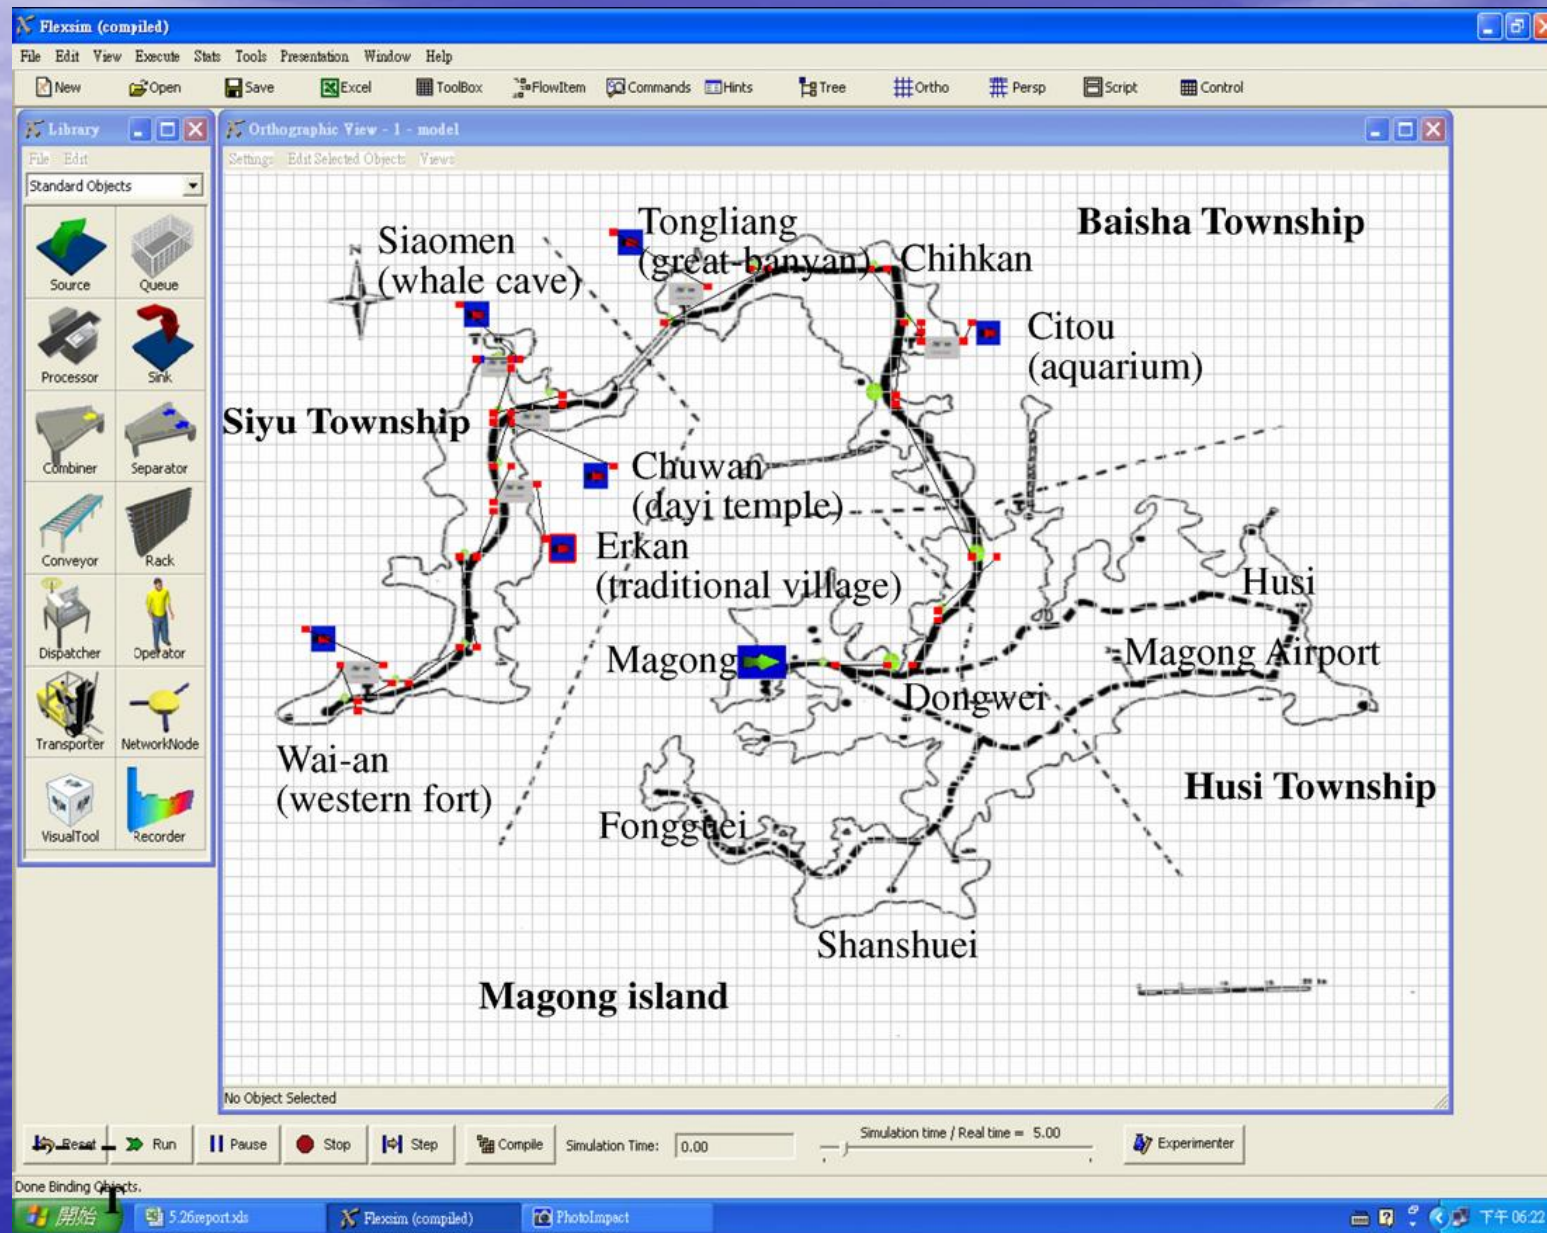 Flexsim (compiled)
File Edit View Execute Stats Tools Presentation Window Help
New Open Save Excel ToolBox FlowItem Commands Hints Tree Ortho Persp Script Control
Library
File Edit
Standard Objects
Source Queue
Processor Sink
Combiner Separator
Conveyor Rack
Dispatcher Operator
Transporter NetworkNode
VisualTool Recorder
Orthographic View - 1 - model
Settings Edit Selected Objects Views
N
Siaomen
(whale cave)
Tongliang
(great-banyan)
Chihkan
Baisha Township
Citou
(aquarium)
Siyu Township
Chuwan
(dayi temple)
Erkan
(traditional village)
Husi
Magong
Magong Airport
Dongwei
Wai-an
(western fort)
Husi Township
Fongguei
Shanshuei
Magong island
No Object Selected
Reset Run Pause Stop Step Compile Simulation Time: 0.00 Simulation time / Real time = 5.00 Experimenter
Done Binding Objects.
T
開始 5.26report.xls Flexsim (compiled) PhotoImpact 下午 06:22